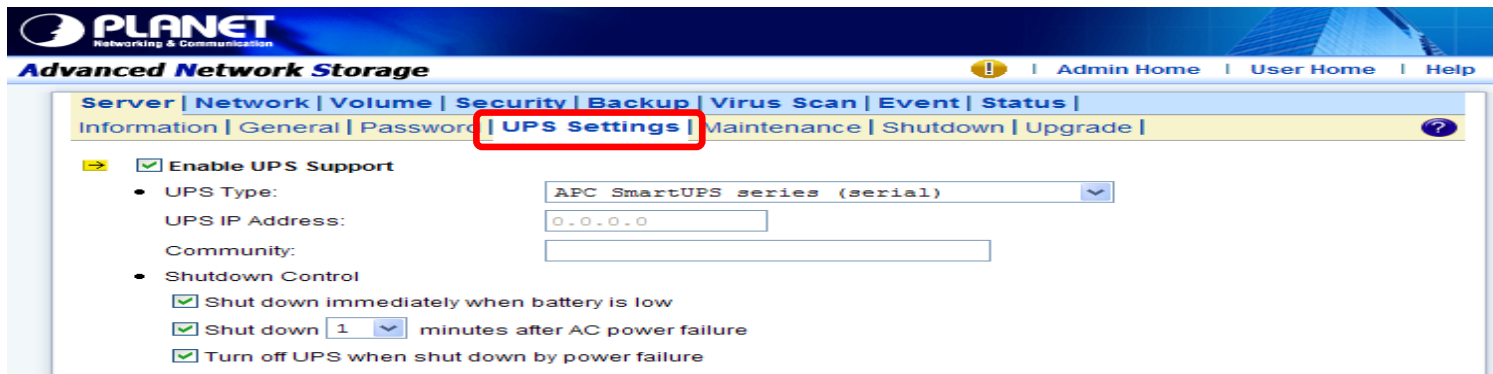 PLANET
Networking & Communication
Advanced Network Storage | Admin Home | User Home | Help
Server | Network | Volume | Security | Backup | Virus Scan | Event | Status |
Information | General | Password | UPS Settings | Maintenance | Shutdown | Upgrade | ?
Enable UPS Support
• UPS Type: APC SmartUPS series (serial)
UPS IP Address: 0.0.0.0
Community:
• Shutdown Control
Shut down immediately when battery is low
Shut down 1 minutes after AC power failure
Turn off UPS when shut down by power failure